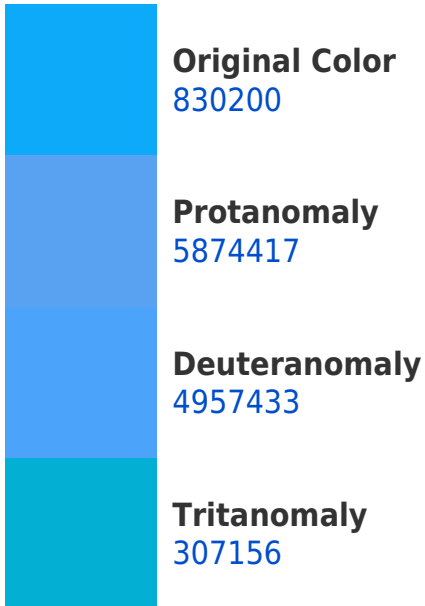 Original Color
830200
Protanomaly
5874417
Deuteranomaly
4957433
Tritanomaly
307156